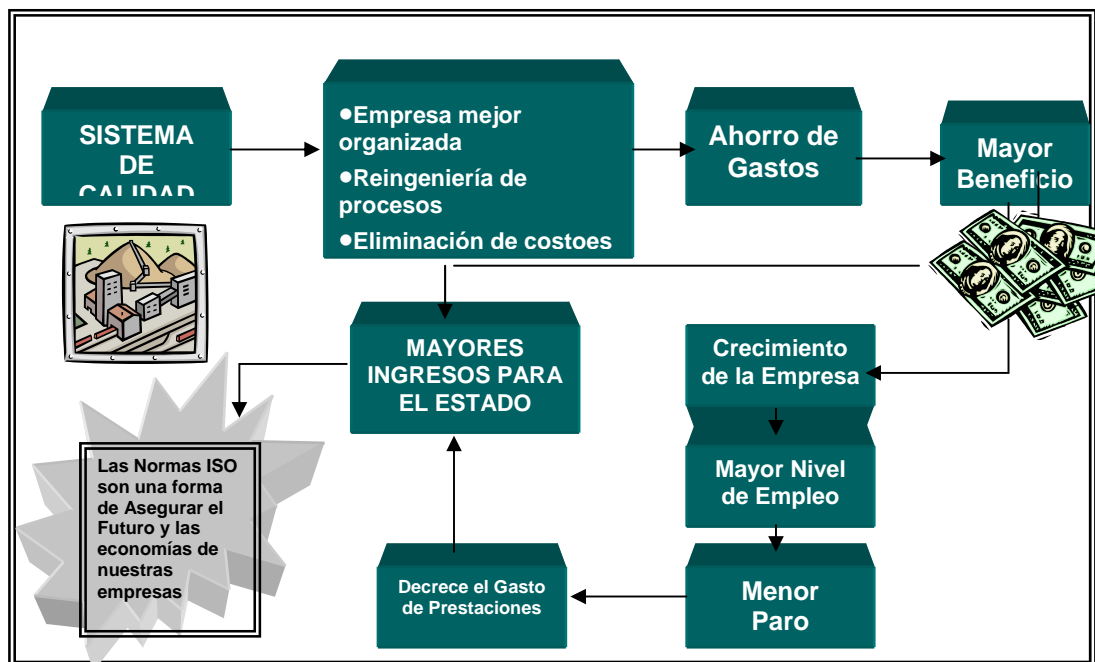 SISTEMA
DE
CALIDAD
●Empresa mejor
organizada
●Reingeniería de
procesos
●Eliminación de costoes
Ahorro de
Gastos
Mayor
Beneficio
MAYORES
INGRESOS PARA
EL ESTADO
Crecimiento
de la Empresa
Las Normas ISO
son una forma
de Asegurar el
Futuro y las
economías de
nuestras
empresas
Mayor Nivel
de Empleo
Decrece el Gasto
de Prestaciones
Menor
Paro